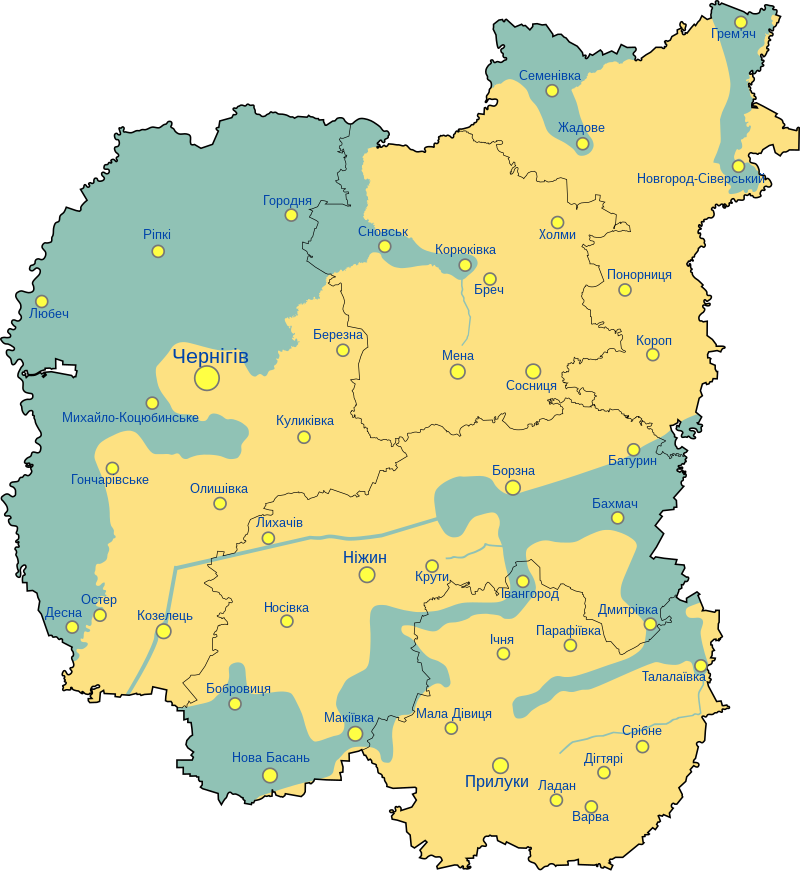 Грем'яч
Семенівка
Жадове
Новгород-Сіверський
Городня
Ріпкі
Сновськ
Холми
Корюківка
Понорниця
Бреч
Любеч
Березна
Короп
Чернігів
Мена
Сосниця
Михайло-Коцюбинське
Куликівка
Батурин
Гончарівське
Борзна
Олишівка
Бахмач
Лихачів
Ніжин
Крути
Івангород
Остер
Десна
Козелець
Носівка
Дмитрівка
Ічня
Парафіївка
Талалаївка
Бобровиця
Макіївка
Мала Дівиця
Срібне
Нова Басань
Дігтярі
Прилуки
Ладан
Варва